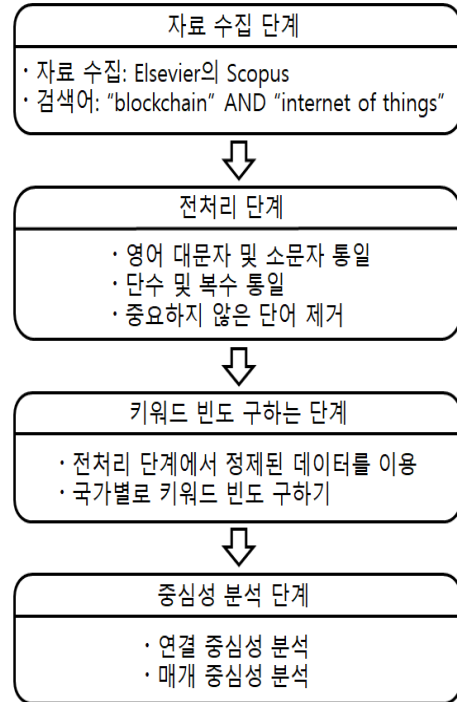 자료 수집 단계
· 자료 수집: Elsevier의 Scopus
· 검색어: “blockchain” AND “internet of things”
전처리 단계
· 영어 대문자 및 소문자 통일
· 단수 및 복수 통일
· 중요하지 않은 단어 제거
키워드 빈도 구하는 단계
· 전처리 단계에서 정제된 데이터를 이용
· 국가별로 키워드 빈도 구하기
중심성 분석 단계
· 연결 중심성 분석
· 매개 중심성 분석